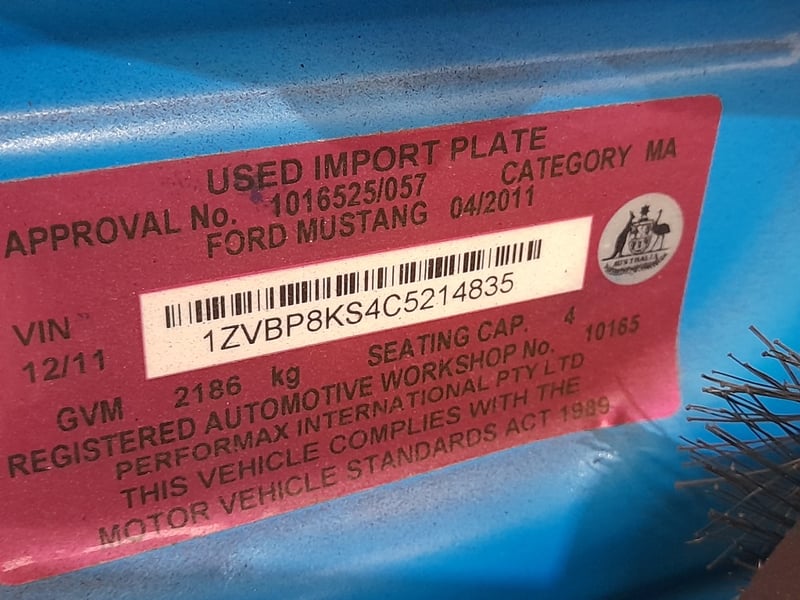 USED IMPORT PLATE
APPROVAL No. 1016525/057 CATEGORY MA
FORD MUSTANG 04/2011
AUSTRALIA
VIN 1ZVBP8KS4C5214835
12/11
GVM 2186 kg SEATING CAP. 4
REGISTERED AUTOMOTIVE WORKSHOP No. 10165
PERFORMAX INTERNATIONAL PTY LTD
THIS VEHICLE COMPLIES WITH THE
MOTOR VEHICLE STANDARDS ACT 1989